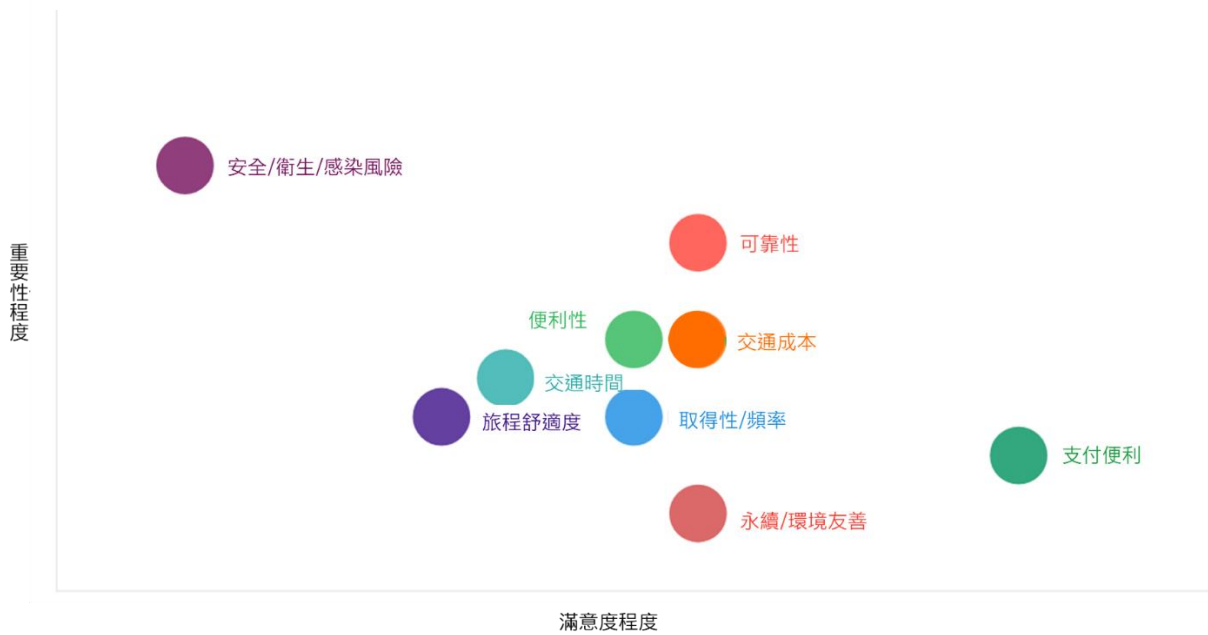 安全/衛生/感染風險
可靠性
重要性程度
便利性
交通成本
交通時間
旅程舒適度
取得性/頻率
支付便利
永續/環境友善
滿意度程度